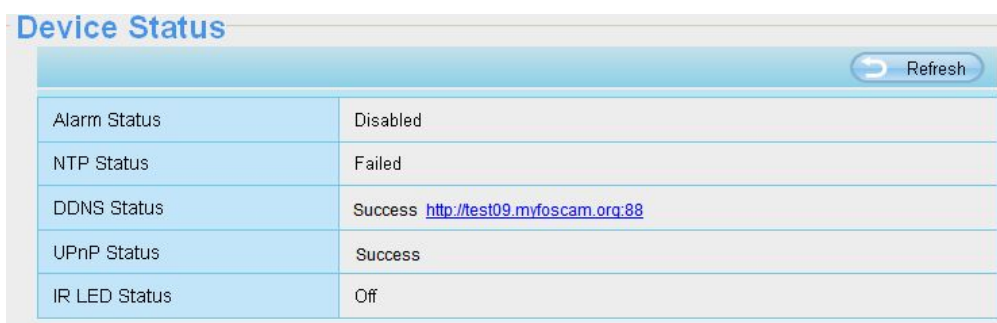 Device Status
Refresh
Alarm Status Disabled
NTP Status Failed
DDNS Status Success http://test09.myfoscam.org:88
UPnP Status Success
IR LED Status Off